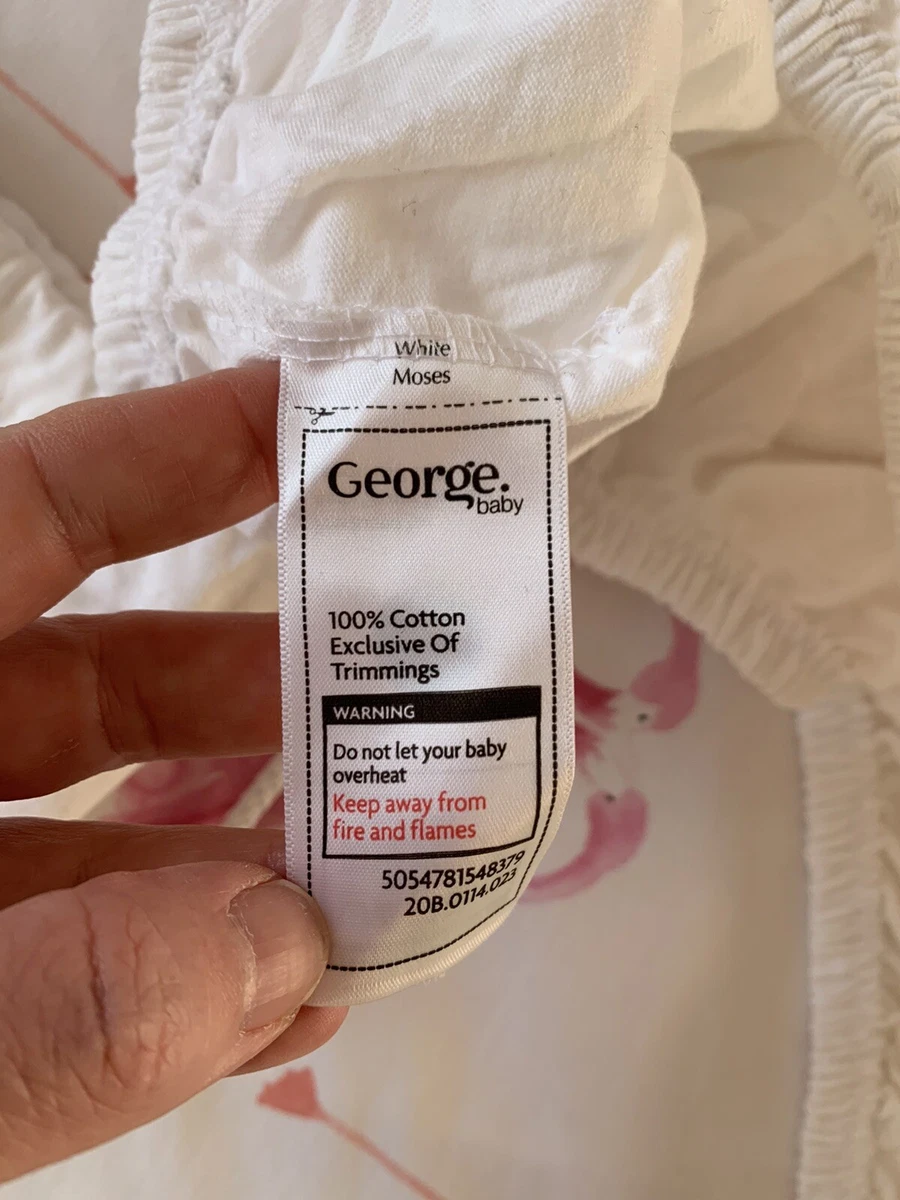 White
Moses
George.
baby
100% Cotton
Exclusive Of
Trimmings
WARNING
Do not let your baby
overheat
Keep away from
fire and flames
5054781548379
20B.0114.023